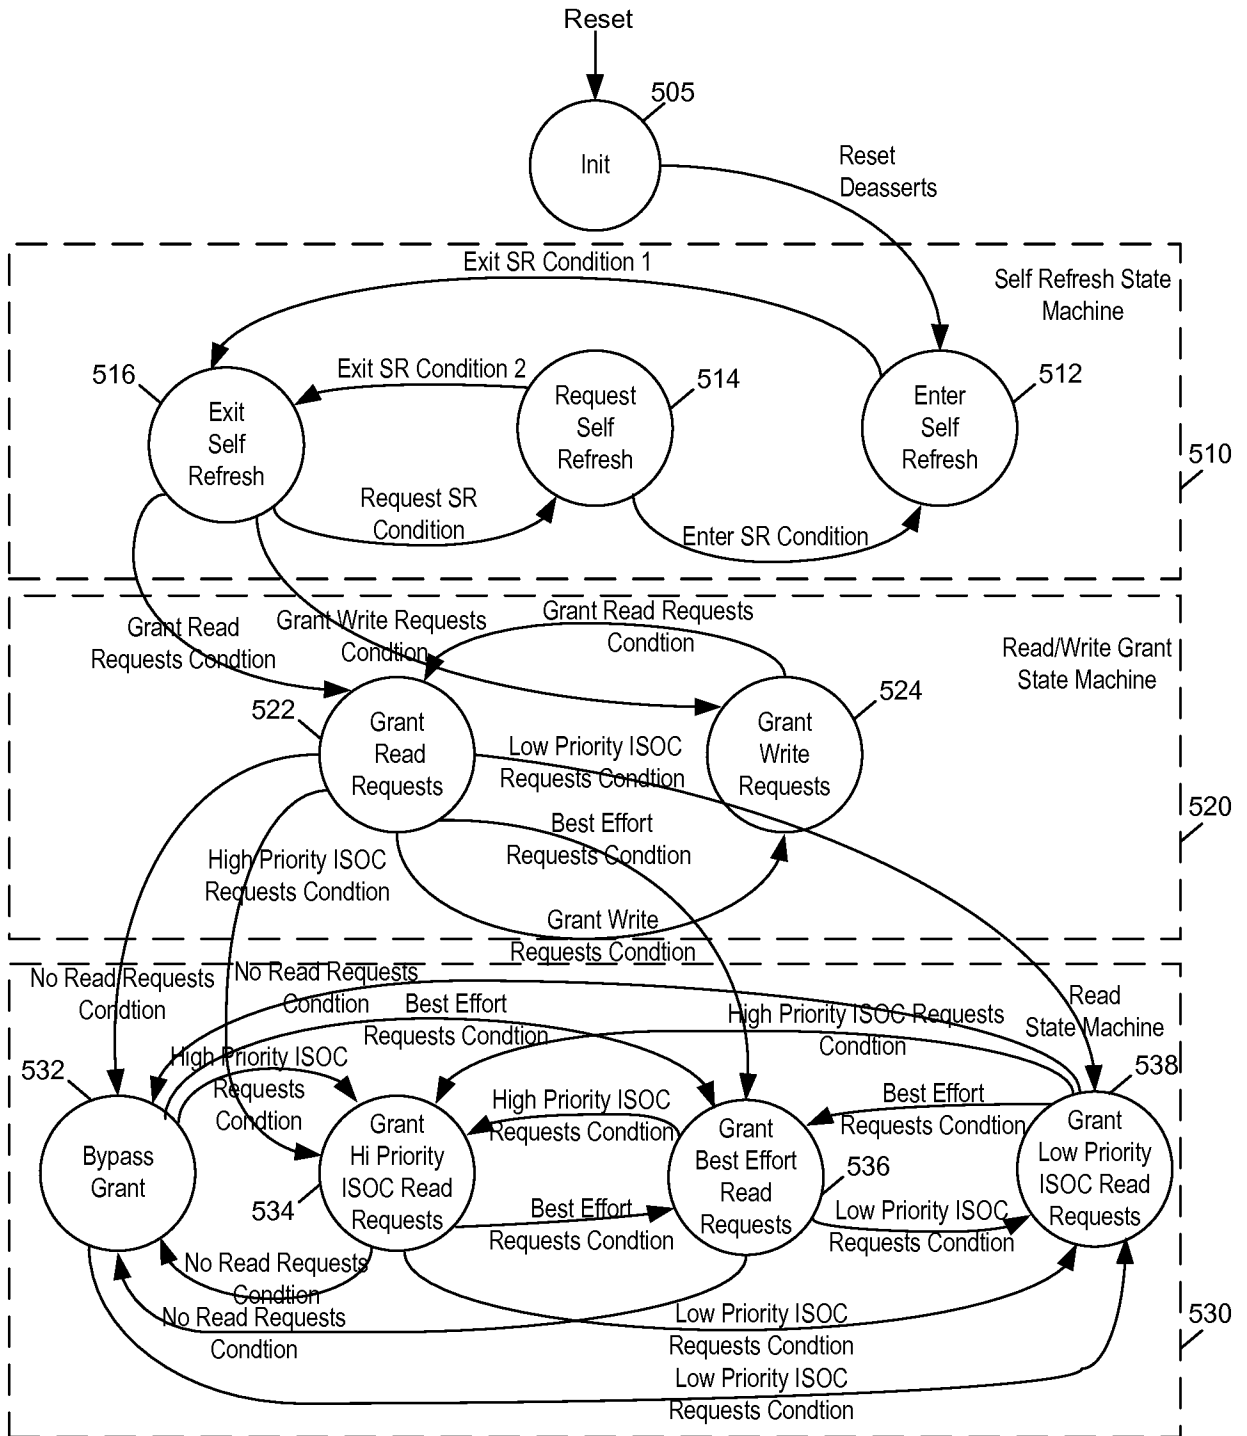 Reset
505
Init
Reset
Deasserts
Exit SR Condition 1
Self Refresh State
Machine
516
Exit SR Condition 2
514
512
Exit
Self
Refresh
Request
Self
Refresh
Enter
Self
Refresh
510
Request SR
Condition
Enter SR Condition
Grant Read
Requests Condtion
Grant Write Requests
Condtion
Grant Read Requests
Condtion
Read/Write Grant
State Machine
522
524
Grant
Read
Requests
Low Priority ISOC
Requests Condtion
Grant
Write
Requests
520
High Priority ISOC
Requests Condtion
Best Effort
Requests Condtion
Grant Write
Requests Condtion
No Read Requests
Condtion
No Read Requests
Condtion
Best Effort
Requests Condtion
High Priority ISOC Requests
Condtion
Read
State Machine
532
High Priority ISOC
Requests
Condtion
538
Bypass
Grant
Grant
Hi Priority
ISOC Read
Requests
534
High Priority ISOC
Requests Condtion
Grant
Best Effort
Read
Requests
536
Best Effort
Requests Condtion
Grant
Low Priority
ISOC Read
Requests
Best Effort
Requests Condtion
Low Priority ISOC
Requests Condtion
No Read Requests
Condtion
No Read Requests
Condtion
Low Priority ISOC
Requests Condtion
530
Low Priority ISOC
Requests Condtion